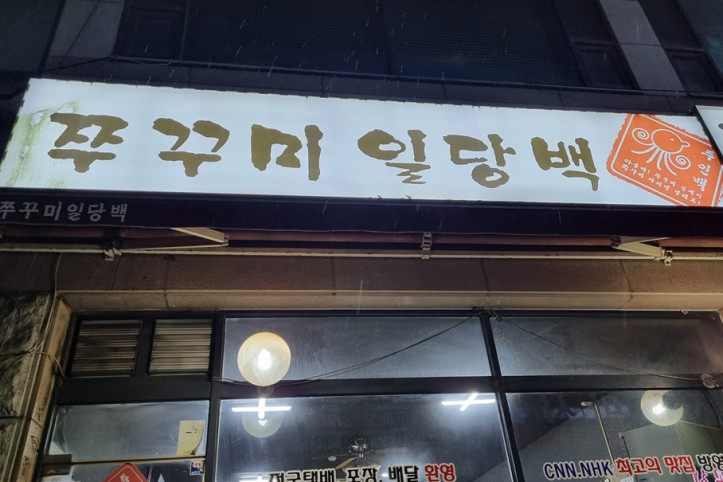 쭈꾸미 일당백
쭈꾸미일당백
전국택배 포장, 배달 완영
CNN.NHK 최고의 맛집 방영